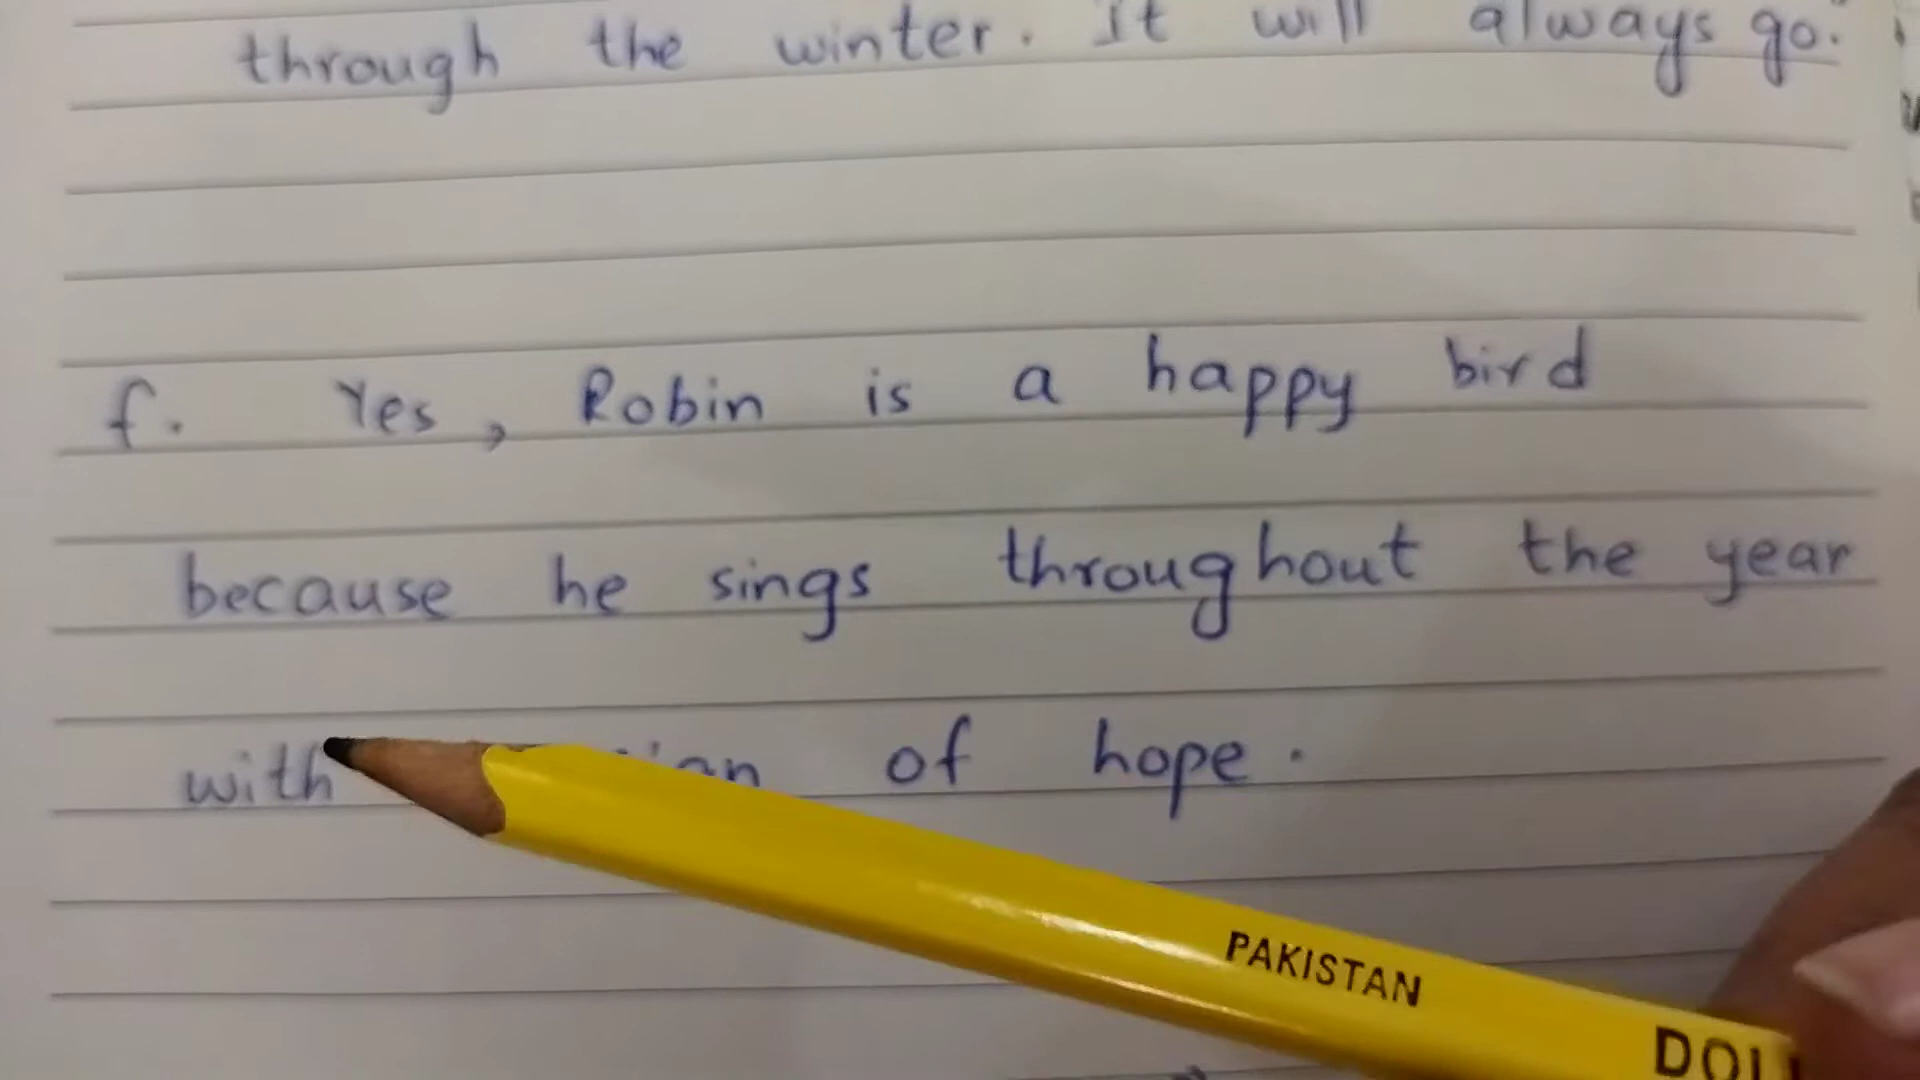 through the winter. It will always go.
f. Yes, Robin is a happy bird
because he sings throughout the year
with of hope.
PAKISTAN